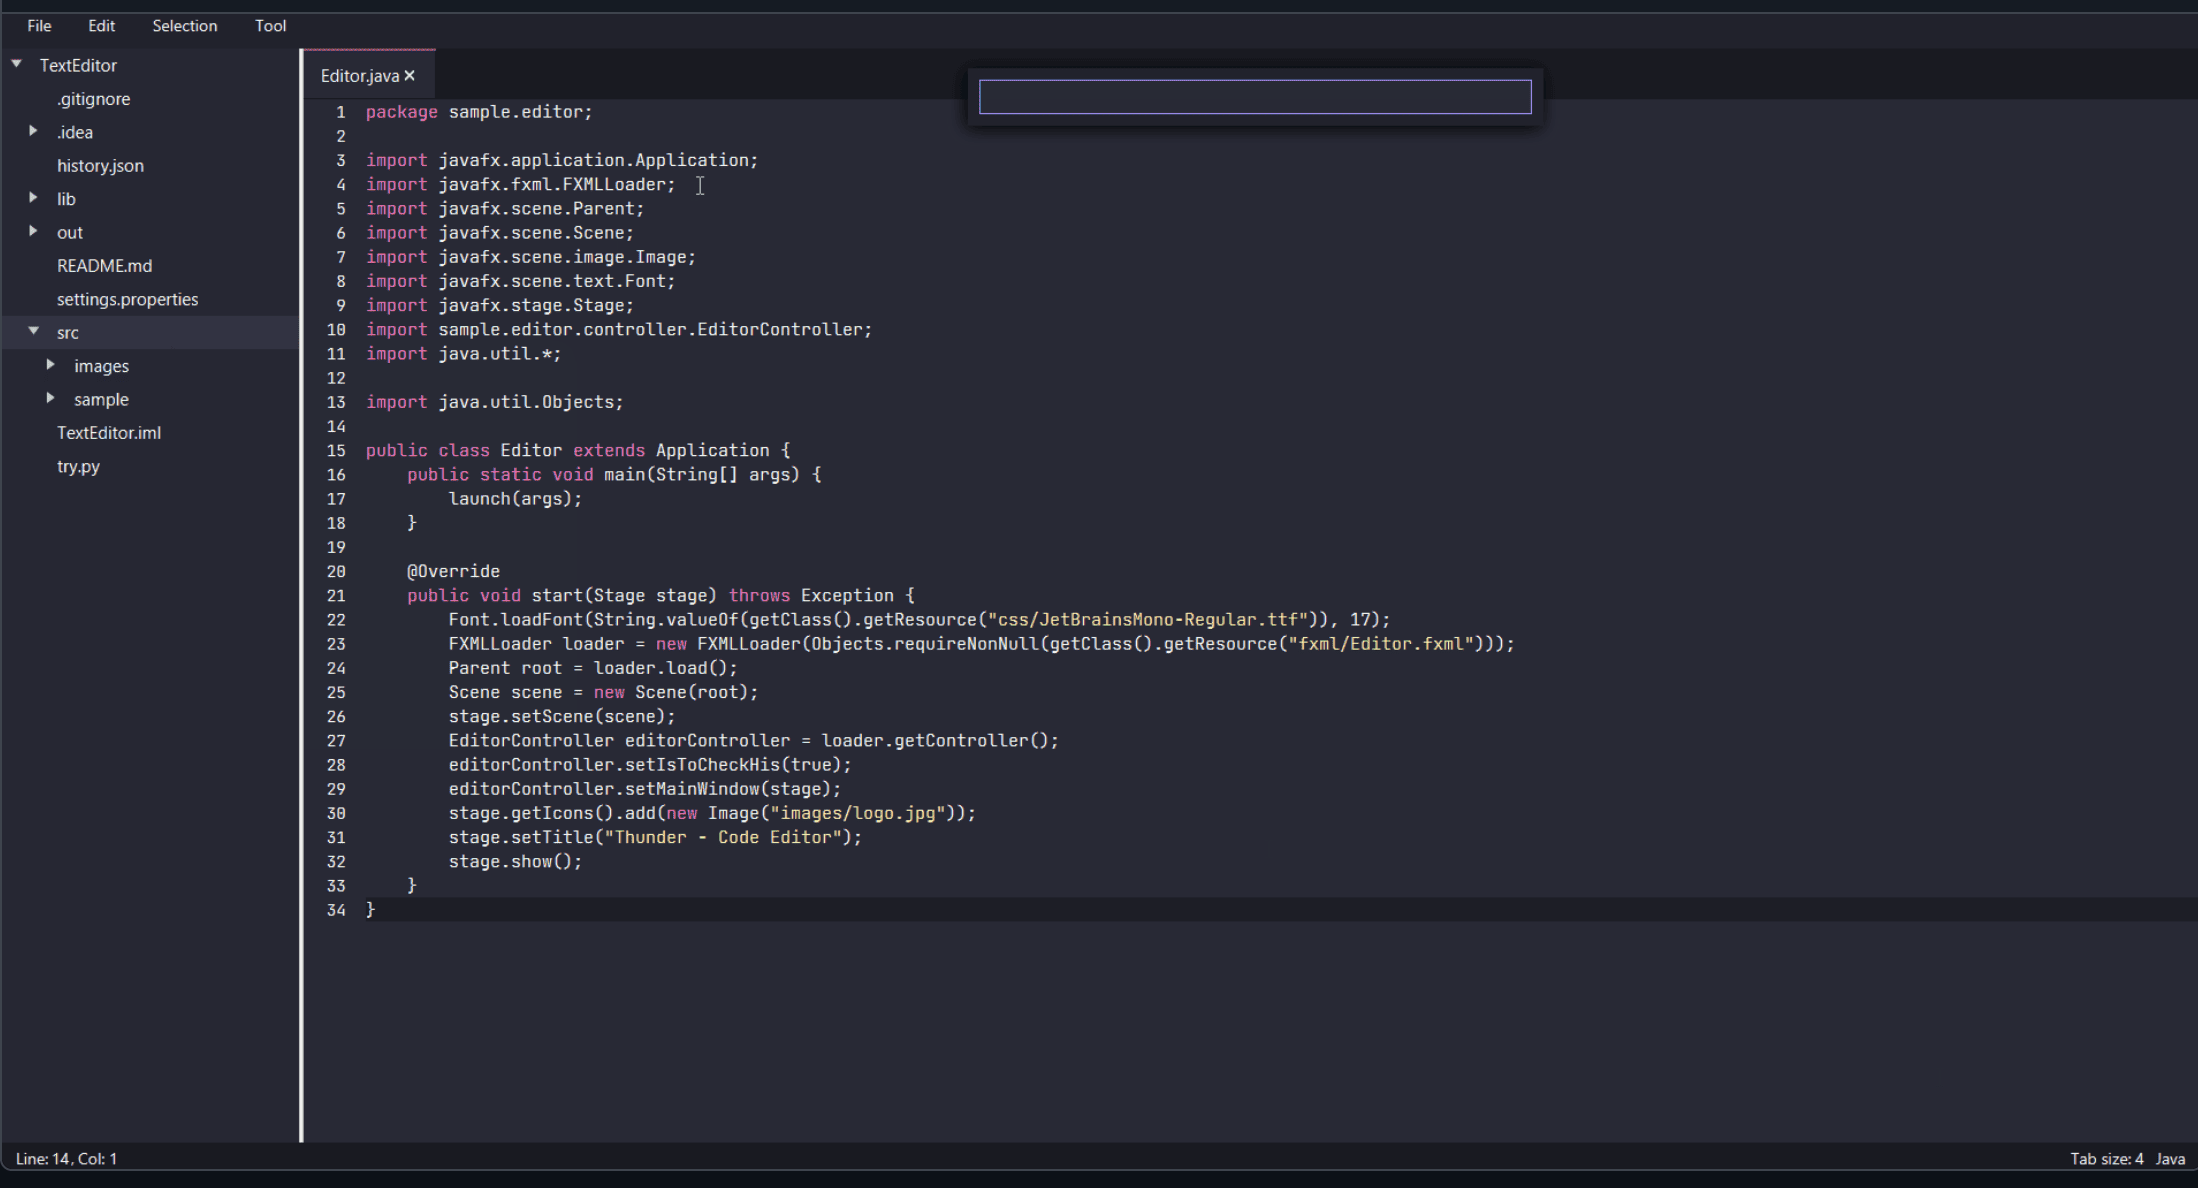 File Edit Selection Tool
TextEditor
.gitignore
.idea
history.json
lib
out
README.md
settings.properties
src
images
sample
TextEditor.iml
try.py
Editor.java ×
1 package sample.editor;
2
3 import javafx.application.Application;
4 import javafx.fxml.FXMLLoader;
5 import javafx.scene.Parent;
6 import javafx.scene.Scene;
7 import javafx.scene.image.Image;
8 import javafx.scene.text.Font;
9 import javafx.stage.Stage;
10 import sample.editor.controller.EditorController;
11 import java.util.*;
12
13 import java.util.Objects;
14
15 public class Editor extends Application {
16     public static void main(String[] args) {
17         launch(args);
18     }
19
20     @Override
21     public void start(Stage stage) throws Exception {
22         Font.loadFont(String.valueOf(getClass().getResource("css/JetBrainsMono-Regular.ttf")), 17);
23         FXMLLoader loader = new FXMLLoader(Objects.requireNonNull(getClass().getResource("fxml/Editor.fxml")));
24         Parent root = loader.load();
25         Scene scene = new Scene(root);
26         stage.setScene(scene);
27         EditorController editorController = loader.getController();
28         editorController.setIsToCheckHis(true);
29         editorController.setMainWindow(stage);
30         stage.getIcons().add(new Image("images/logo.jpg"));
31         stage.setTitle("Thunder - Code Editor");
32         stage.show();
33     }
34 }
Line: 14, Col: 1
Tab size: 4 Java